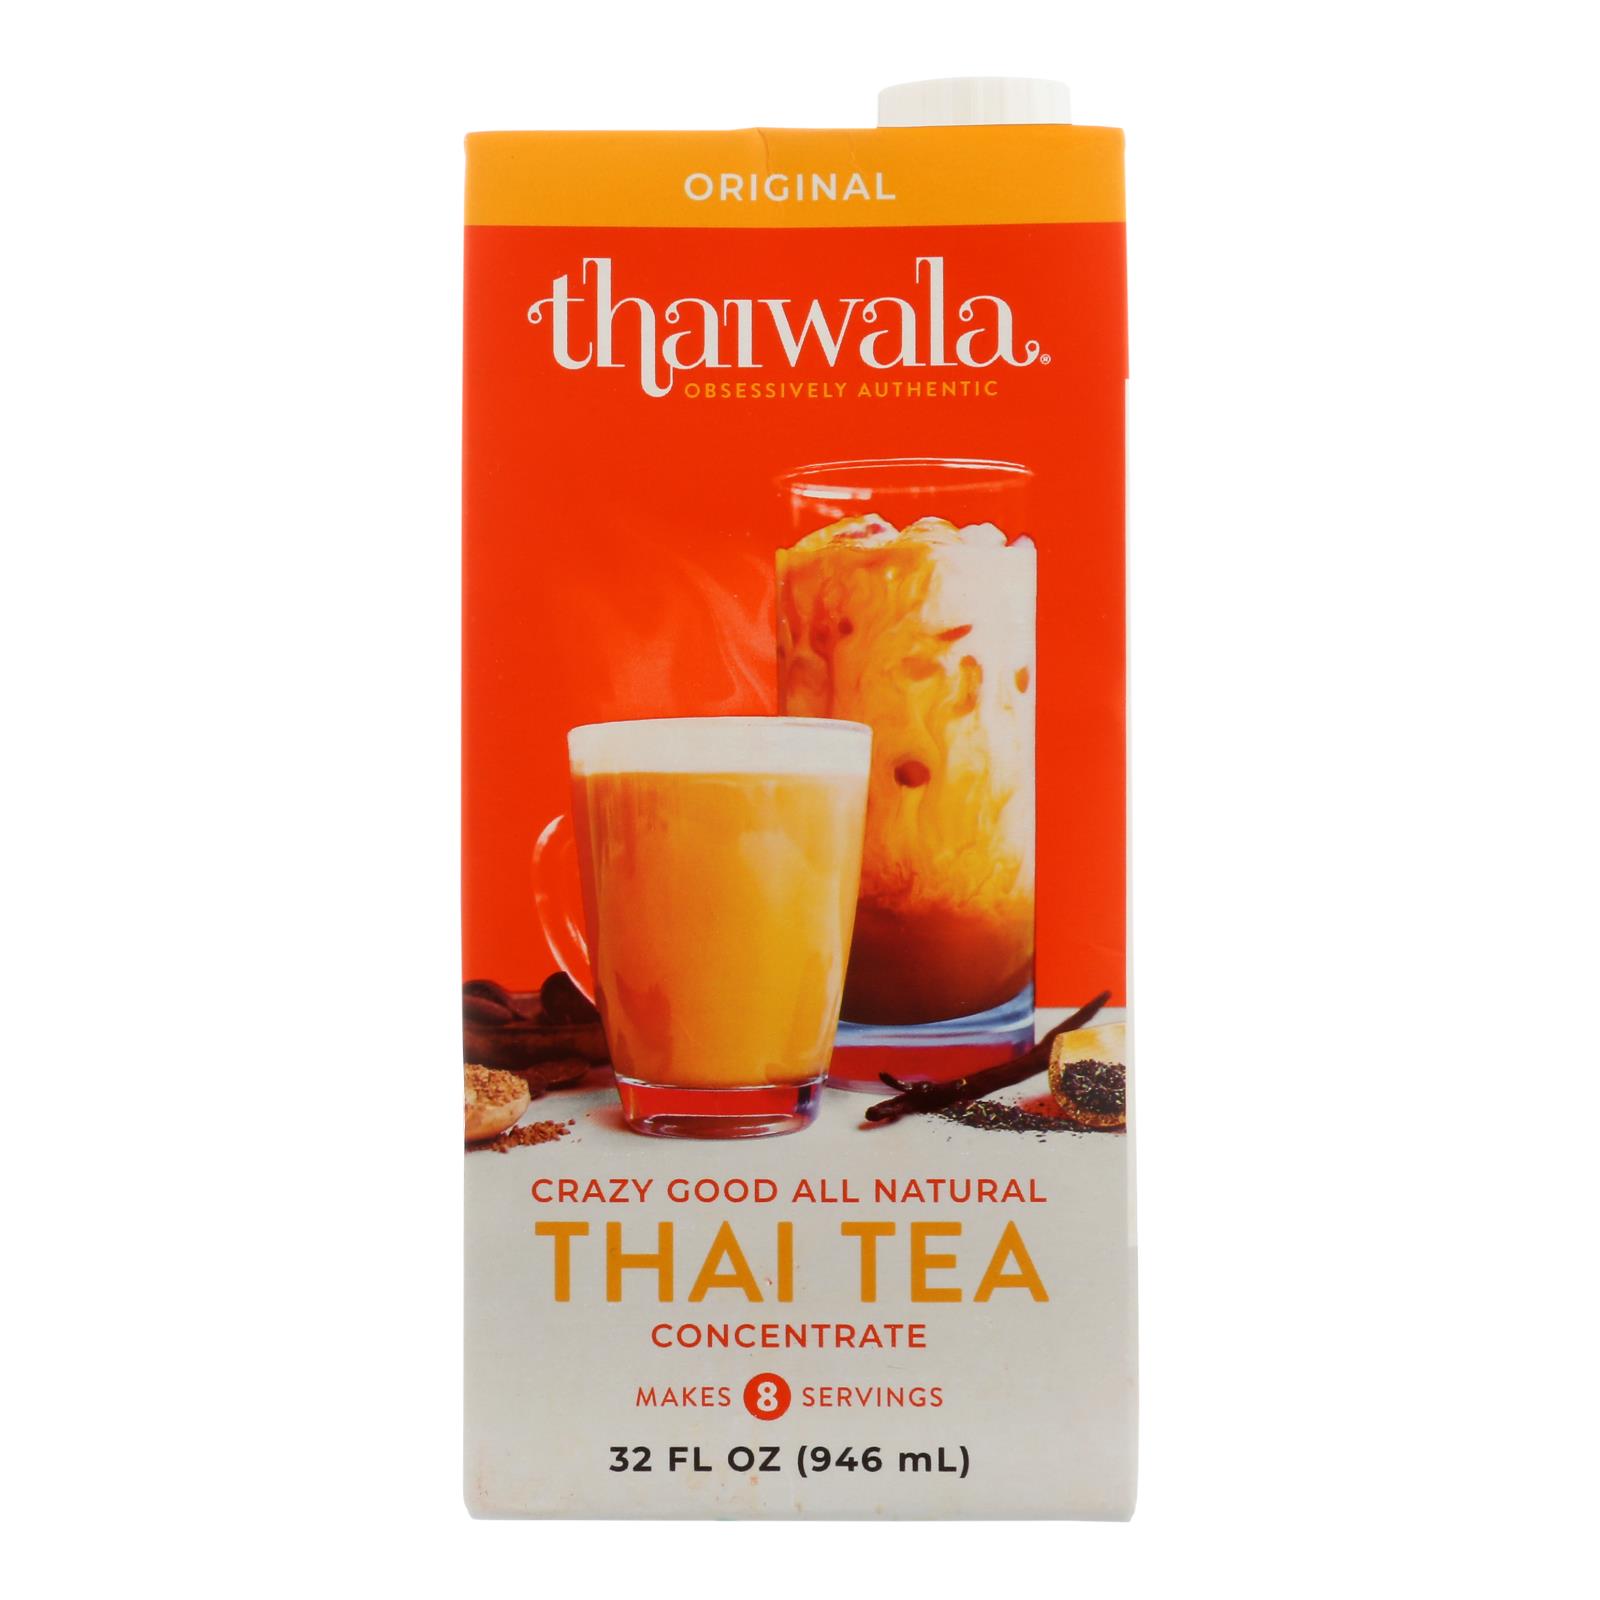 ORIGINAL
thaiwala®
OBSESSIVELY AUTHENTIC
CRAZY GOOD ALL NATURAL
THAI TEA
CONCENTRATE
MAKES 8 SERVINGS
32 FL OZ (946 mL)